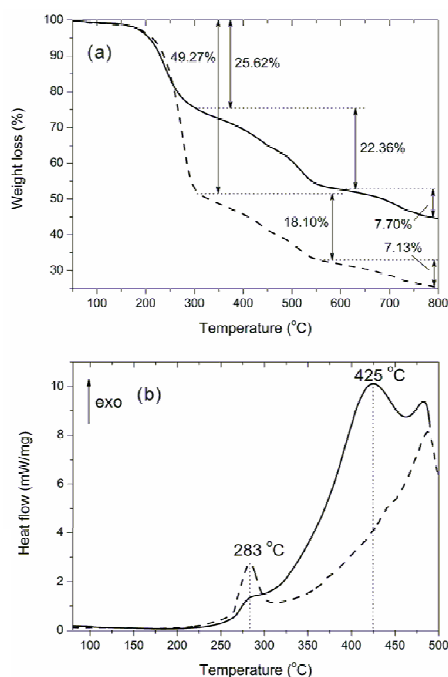 (a)
49.27%
25.62%
22.36%
18.10%
7.70%
7.13%
Weight loss (%)
100
90
80
70
60
50
40
30
50 100 200 300 400 500 600 700 800
Temperature (°C)
(b)
exo
425 °C
283 °C
Heat flow (mW/mg)
10
8
6
4
2
0
100 150 200 250 300 350 400 450 500
Temperature (°C)